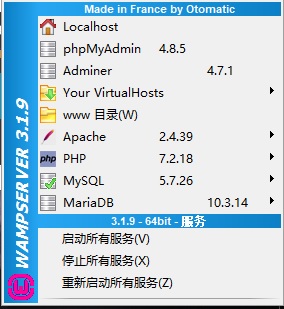 Made in France by Otomatic
Localhost
phpMyAdmin 4.8.5
Adminer 4.7.1
Your VirtualHosts
www 目录(W)
Apache 2.4.39
php PHP 7.2.18
MySQL 5.7.26
MariaDB 10.3.14
3.1.9 - 64bit - 服务
启动所有服务(V)
停止所有服务(X)
重新启动所有服务(Z)
WAMPSERVER 3.1.9